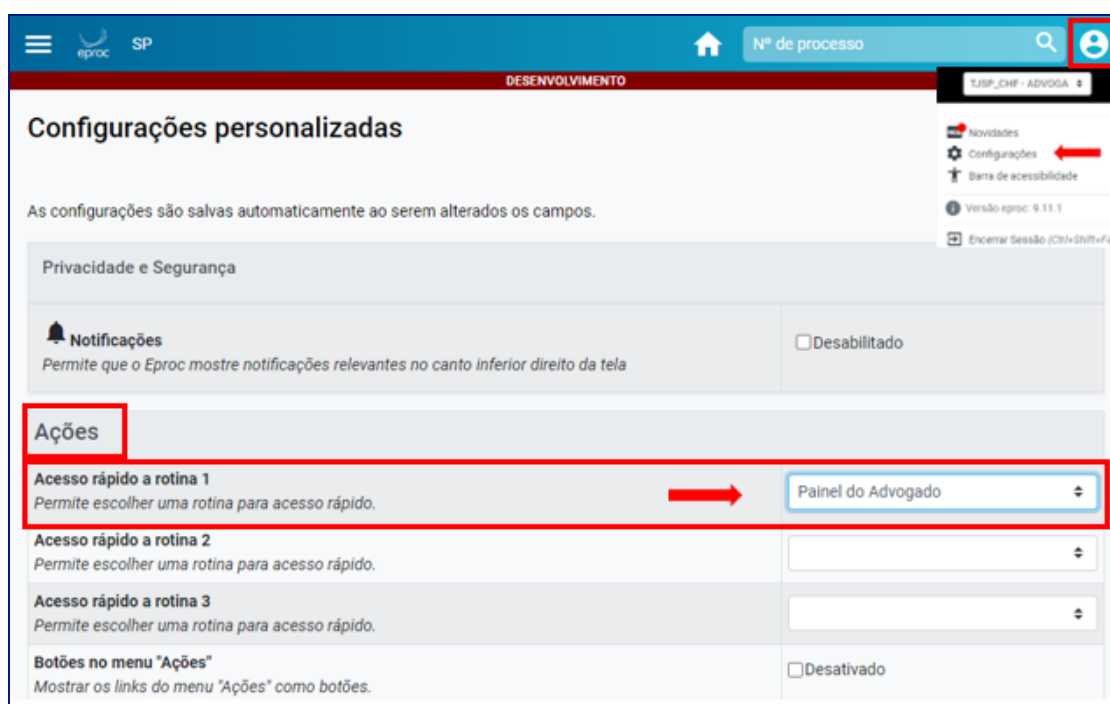 eproc
SP
Nº de processo
DESENVOLVIMENTO
TJSP_CHF - ADVOGA
Configurações personalizadas
Novidades
Configurações
Barra de acessibilidade
As configurações são salvas automaticamente ao serem alterados os campos.
Versão eproc: 9.11.1
Encerrar Sessão (Ctrl+Shift+F
Privacidade e Segurança
Notificações
Permite que o Eproc mostre notificações relevantes no canto inferior direito da tela
Desabilitado
Ações
Acesso rápido a rotina 1
Permite escolher uma rotina para acesso rápido.
Painel do Advogado
Acesso rápido a rotina 2
Permite escolher uma rotina para acesso rápido.
Acesso rápido a rotina 3
Permite escolher uma rotina para acesso rápido.
Botões no menu "Ações"
Mostrar os links do menu "Ações" como botões.
Desativado